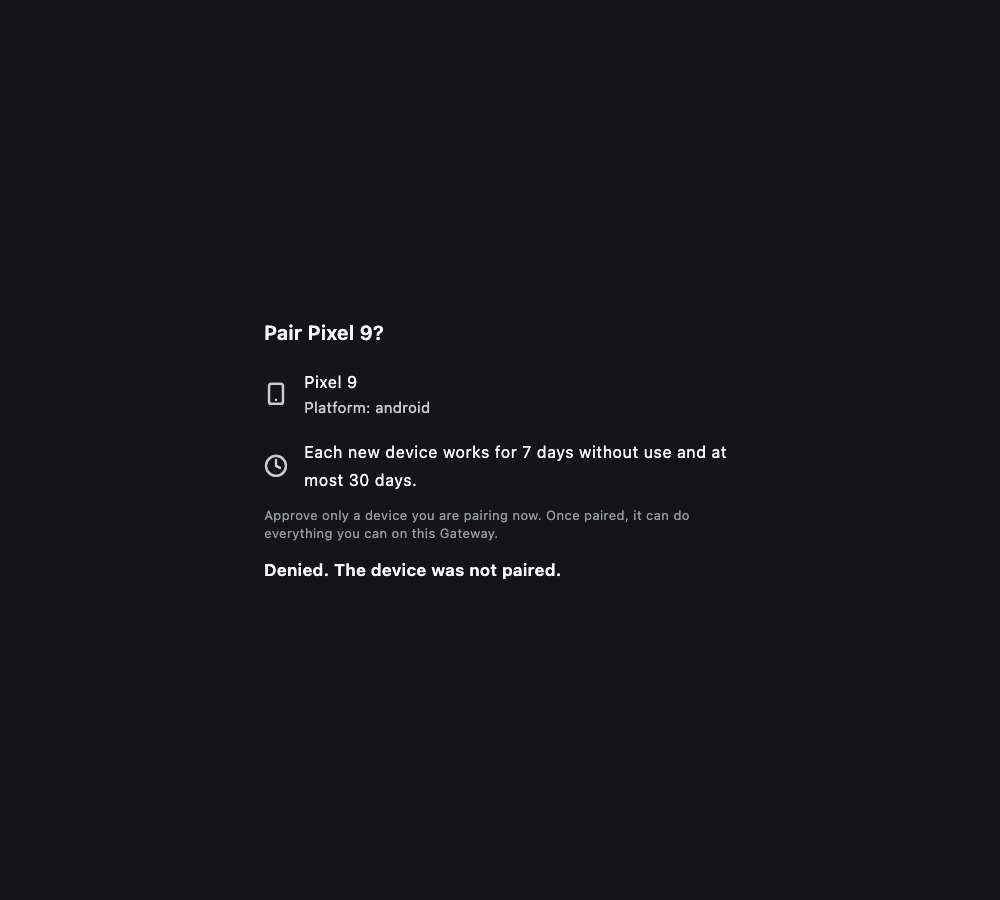 Pair Pixel 9?
Pixel 9
Platform: android
Each new device works for 7 days without use and at
most 30 days.
Approve only a device you are pairing now. Once paired, it can do
everything you can on this Gateway.
Denied. The device was not paired.